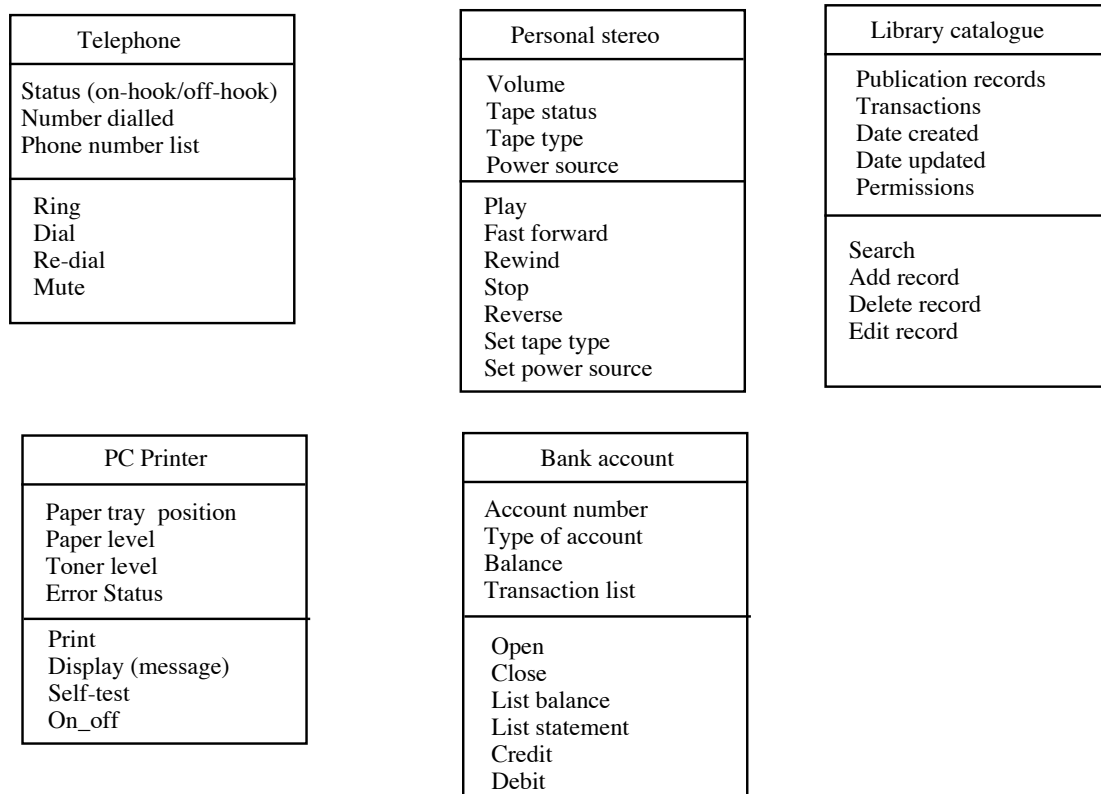 Telephone
Status (on-hook/off-hook)
Number dialled
Phone number list
Ring
Dial
Re-dial
Mute
Personal stereo
Volume
Tape status
Tape type
Power source
Play
Fast forward
Rewind
Stop
Reverse
Set tape type
Set power source
Library catalogue
Publication records
Transactions
Date created
Date updated
Permissions
Search
Add record
Delete record
Edit record
PC Printer
Paper tray  position
Paper level
Toner level
Error Status
Print
Display (message)
Self-test
On_off
Bank account
Account number
Type of account
Balance
Transaction list
Open
Close
List balance
List statement
Credit
Debit